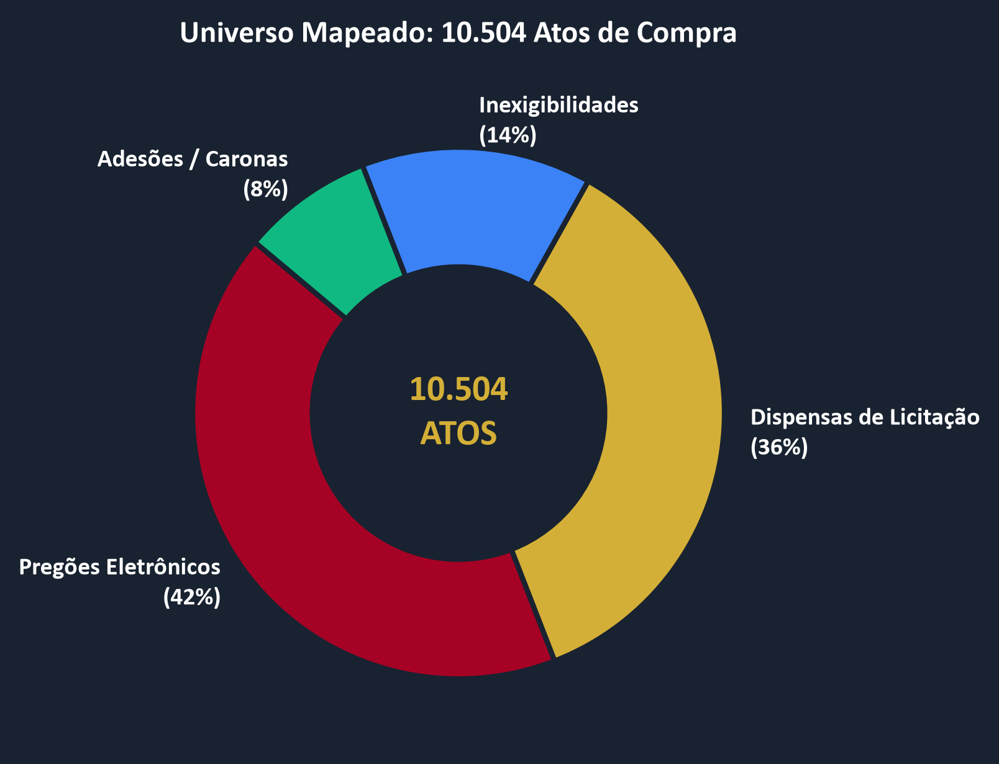 Universo Mapeado: 10.504 Atos de Compra
Inexigibilidades
(14%)
Adesões / Caronas
(8%)
10.504
ATOS
Dispensas de Licitação
(36%)
Pregões Eletrônicos
(42%)